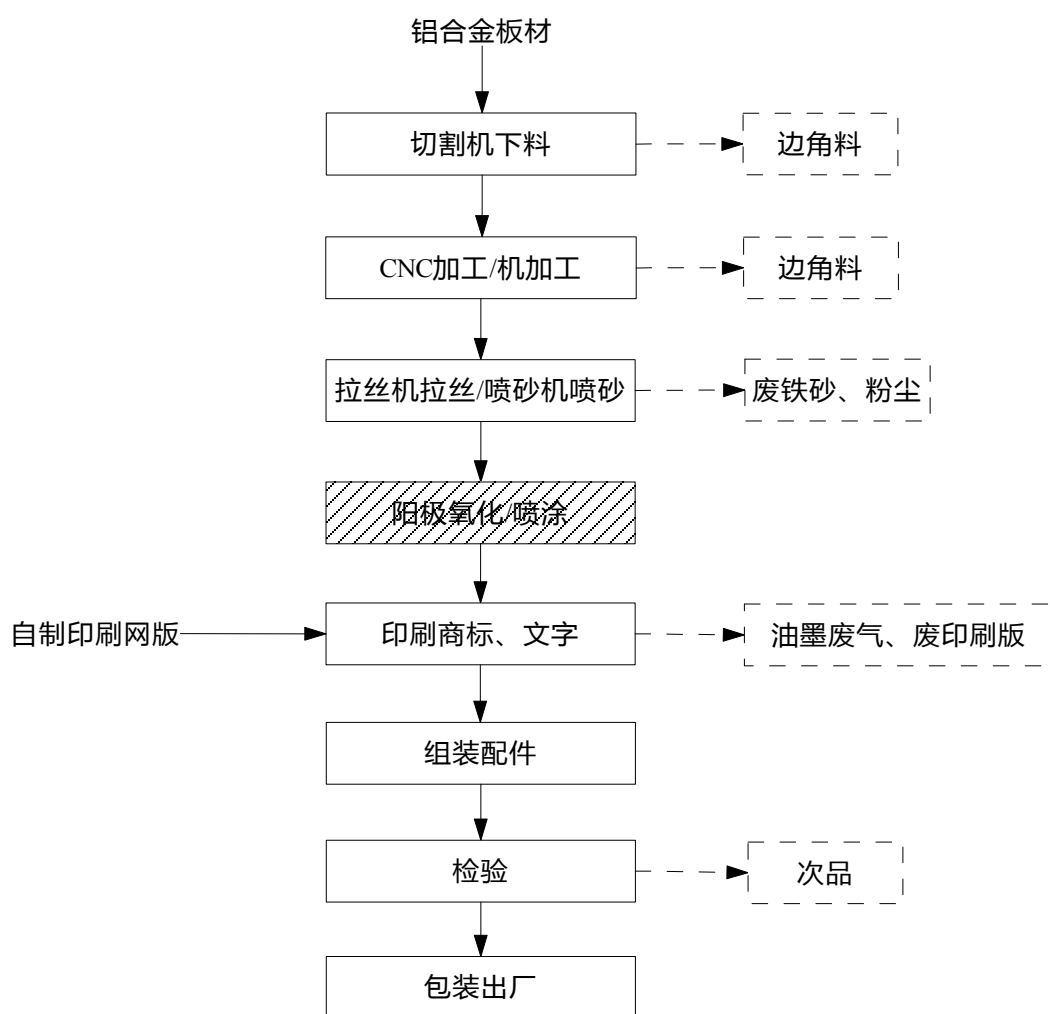 铝合金板材
切割机下料
边角料
CNC加工/机加工
边角料
拉丝机拉丝/喷砂机喷砂
废铁砂、粉尘
阳极氧化/喷涂
自制印刷网版
印刷商标、文字
油墨废气、废印刷版
组装配件
检验
次品
包装出厂